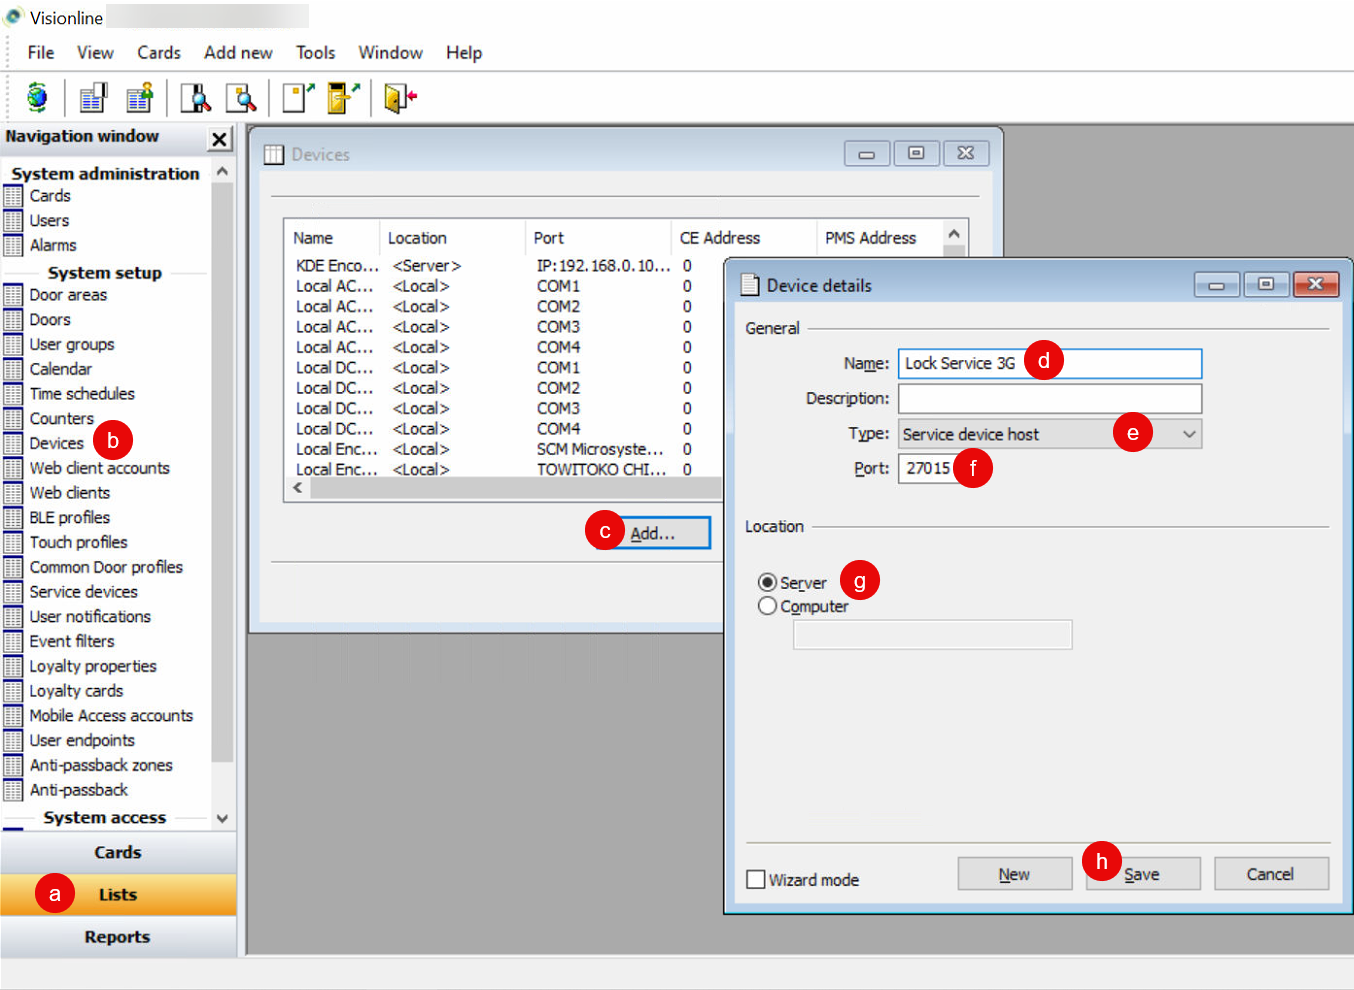 Visionline
File View Cards Add new Tools Window Help
Navigation window
System administration
Cards
Users
Alarms
System setup
Door areas
Doors
User groups
Calendar
Time schedules
Counters
Devices b
Web client accounts
Web clients
BLE profiles
Touch profiles
Common Door profiles
Service devices
User notifications
Event filters
Loyalty properties
Loyalty cards
Mobile Access accounts
User endpoints
Anti-passback zones
Anti-passback
System access
Cards
a Lists
Reports
Devices
Name Location Port CE Address PMS Address
KDE Enco... <Server> IP:192.168.0.10... 0
Local AC... <Local> COM1 0
Local AC... <Local> COM2 0
Local AC... <Local> COM3 0
Local AC... <Local> COM4 0
Local DC... <Local> COM1 0
Local DC... <Local> COM2 0
Local DC... <Local> COM3 0
Local DC... <Local> COM4 0
Local Enc... <Local> SCM Microsyste... 0
Local Enc... <Local> TOWITOKO CHI... 0
c Add...
Device details
General
Name: Lock Service 3G d
Description:
Type: Service device host e
Port: 27015 f
Location
Server g
Computer
Wizard mode
New
h Save
Cancel